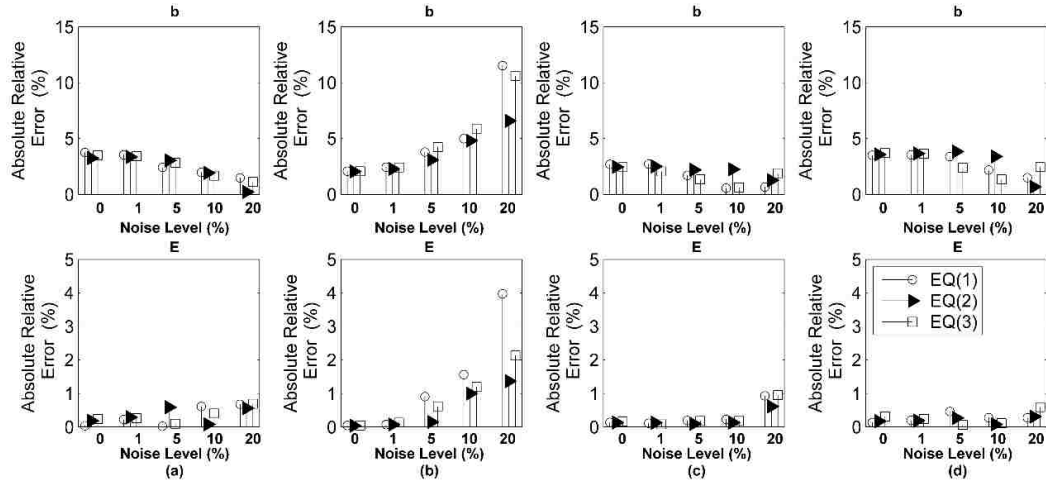 b
b
b
b
15
10
5
0
Absolute Relative
Error (%)
0 1 5 10 20
Noise Level (%)
15
10
5
0
Absolute Relative
Error (%)
0 1 5 10 20
Noise Level (%)
15
10
5
0
Absolute Relative
Error (%)
0 1 5 10 20
Noise Level (%)
15
10
5
0
Absolute Relative
Error (%)
0 1 5 10 20
Noise Level (%)
E
E
E
E
5
4
3
2
1
0
Absolute Relative
Error (%)
0 1 5 10 20
Noise Level (%)
(a)
5
4
3
2
1
0
Absolute Relative
Error (%)
0 1 5 10 20
Noise Level (%)
(b)
5
4
3
2
1
0
Absolute Relative
Error (%)
0 1 5 10 20
Noise Level (%)
(c)
5
4
3
2
1
0
Absolute Relative
Error (%)
EQ(1)
EQ(2)
EQ(3)
0 1 5 10 20
Noise Level (%)
(d)